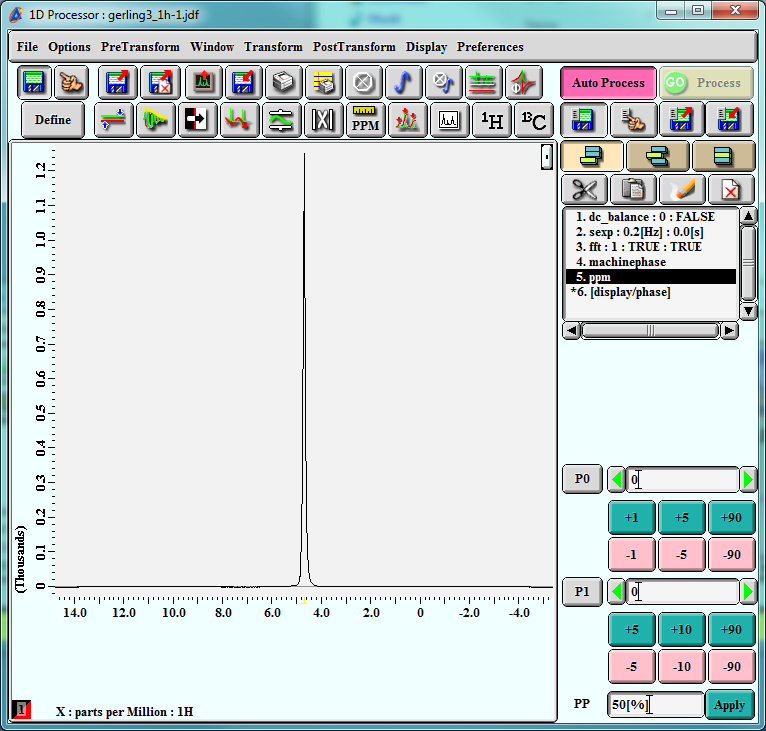 1D Processor : gerling3_1h-1.jdf
File Options PreTransform Window Transform PostTransform Display Preferences
Auto Process GO Process
Define PPM 1H 13C
1. dc_balance : 0 : FALSE
2. sexp : 0.2[Hz] : 0.0[s]
3. fft : 1 : TRUE : TRUE
4. machinephase
5. ppm
*6. [display/phase]
1.2
1.1
1.0
0.9
0.8
0.7
0.6
0.5
0.4
0.3
0.2
0.1
0
(Thousands)
14.0 12.0 10.0 8.0 6.0 4.0 2.0 0 -2.0 -4.0
1 X : parts per Million : 1H
P0 0
+1 +5 +90
-1 -5 -90
P1 0
+5 +10 +90
-5 -10 -90
PP 50[%] Apply